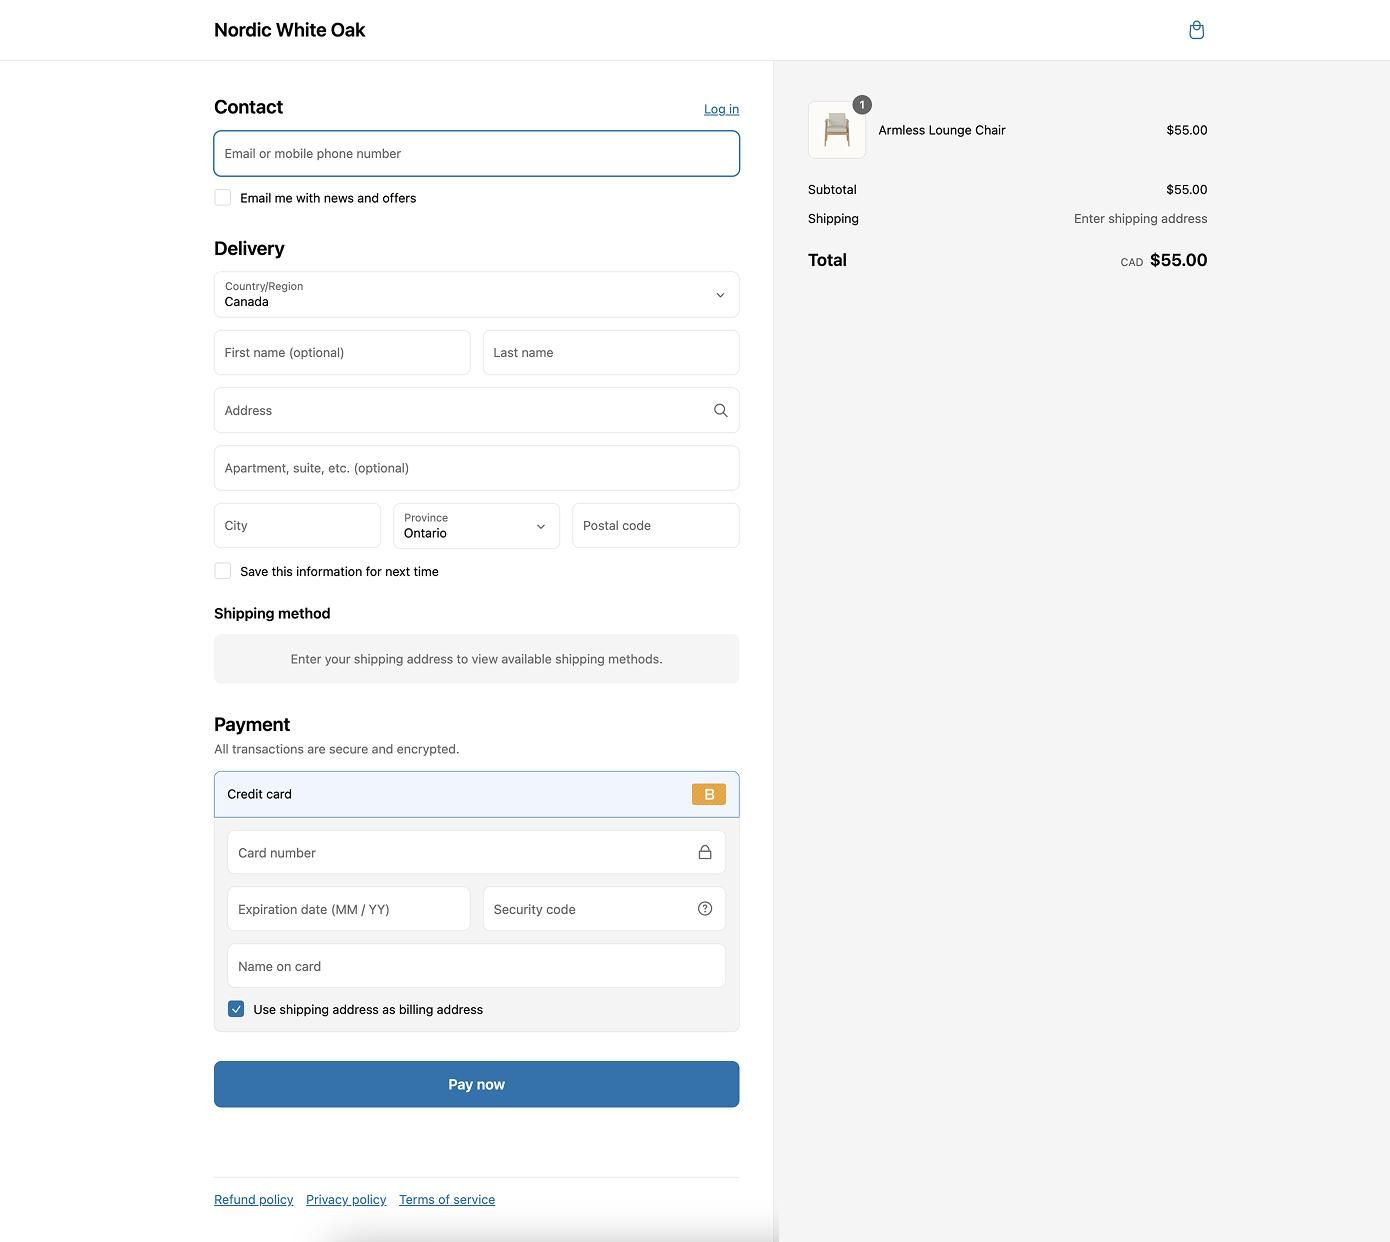 Nordic White Oak
Contact
Log in
Email or mobile phone number
Email me with news and offers
Delivery
Country/Region
Canada
First name (optional)
Last name
Address
Apartment, suite, etc. (optional)
City
Province
Ontario
Postal code
Save this information for next time
Shipping method
Enter your shipping address to view available shipping methods.
Payment
All transactions are secure and encrypted.
Credit card
B
Card number
Expiration date (MM / YY)
Security code
Name on card
Use shipping address as billing address
Pay now
Refund policy
Privacy policy
Terms of service
1
Armless Lounge Chair
$55.00
Subtotal
$55.00
Shipping
Enter shipping address
Total
CAD $55.00